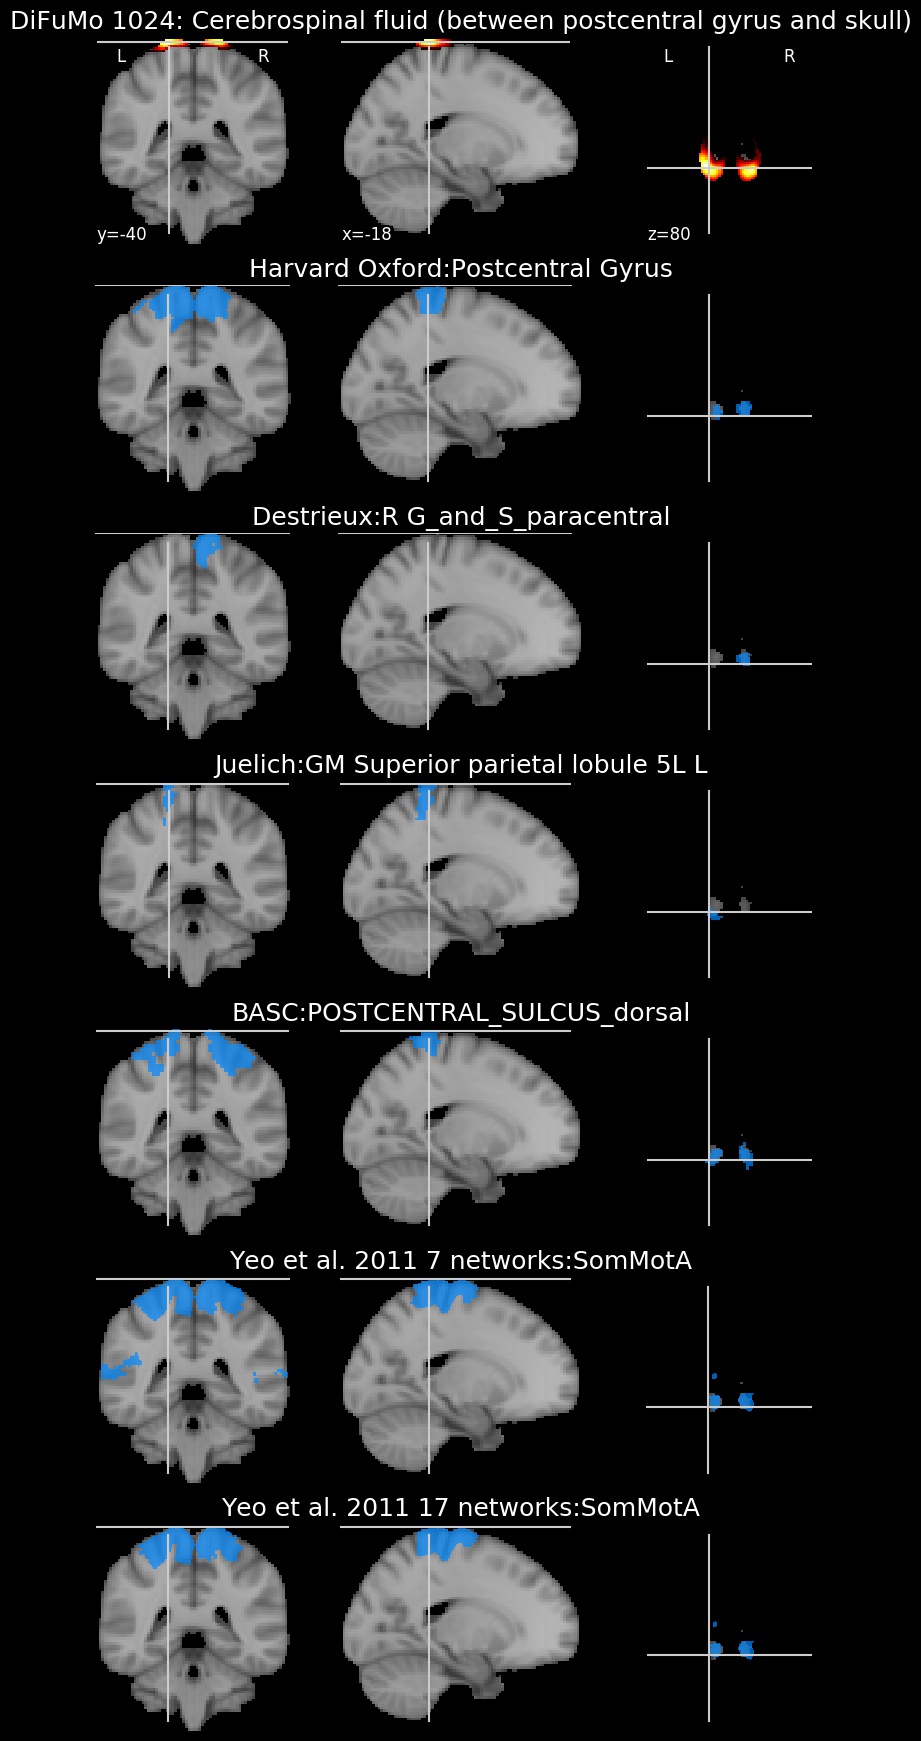 DiFuMo 1024: Cerebrospinal fluid (between postcentral gyrus and skull)
L R L R
y=-40 x=-18 z=80
Harvard Oxford:Postcentral Gyrus
Destrieux:R G_and_S_paracentral
Juelich:GM Superior parietal lobule 5L L
BASC:POSTCENTRAL_SULCUS_dorsal
Yeo et al. 2011 7 networks:SomMotA
Yeo et al. 2011 17 networks:SomMotA